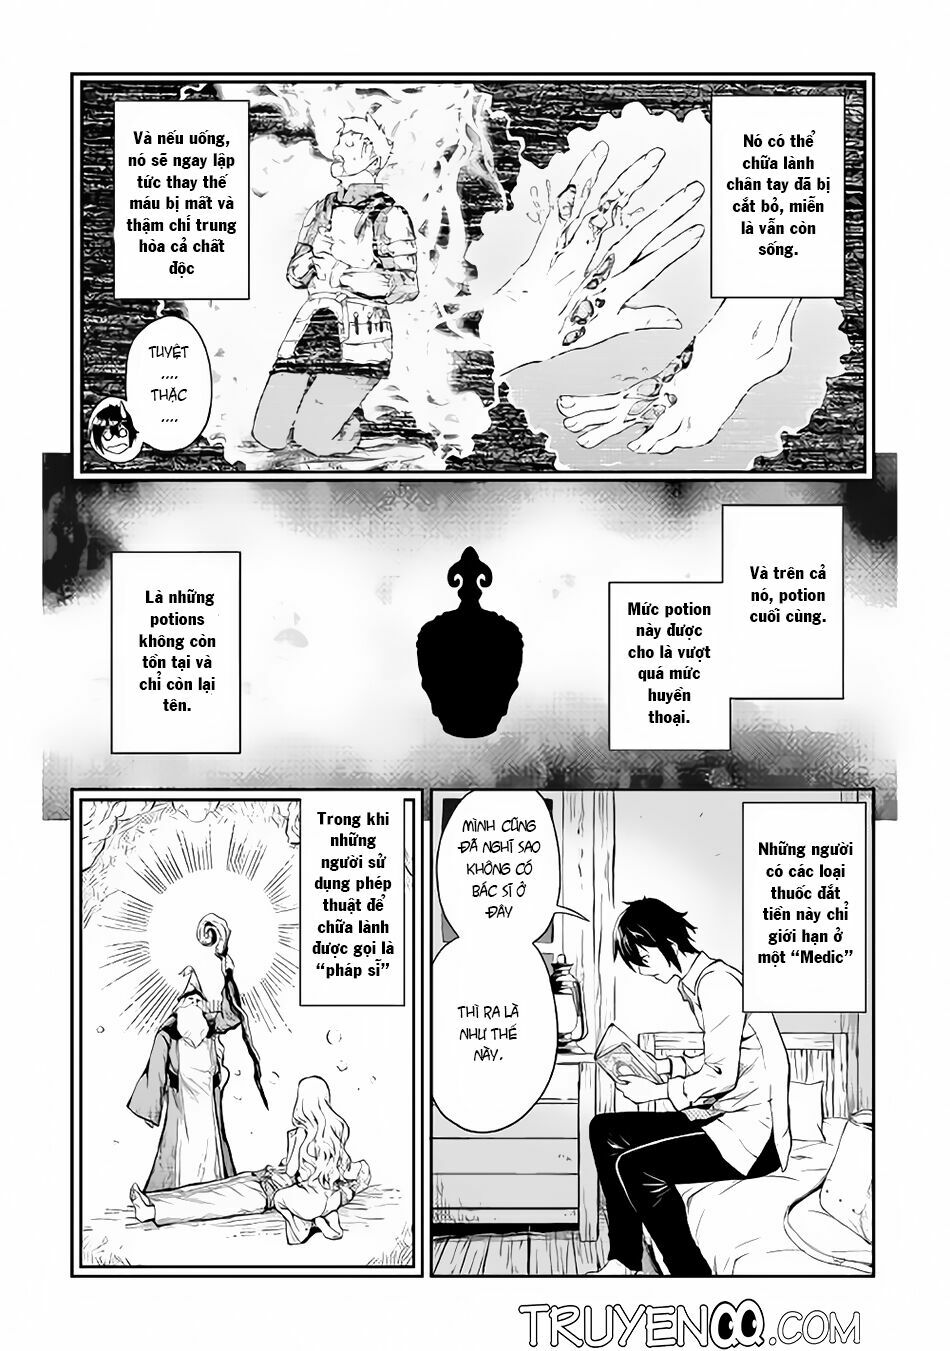 Nó có thể
chữa lành
chân tay đã bị
cắt bỏ, miễn
là vẫn còn
sống.
Và nếu uống,
nó sẽ ngay lập
tức thay thế
máu bị mất và
thậm chí trung
hòa cả chất
độc
TUYỆT
....
THẶC
....
Và trên cả
nó, potion
cuối cùng.
Mức potion
này được
cho là vượt
quá mức
huyền
thoại.
Là những
potions
không còn
tồn tại và
chỉ còn lại
tên.
Những người
có các loại
thuốc đắt
tiền này chỉ
giới hạn ở
một “Medic”
MÌNH CŨNG
ĐÃ NGHĨ SAO
KHÔNG CÓ
BÁC SĨ Ở
ĐÂY
THÌ RA LÀ
NHƯ THẾ
NÀY.
Trong khi
những
người sử
dụng phép
thuật để
chữa lành
được gọi là
“pháp sĩ”
TRUYENQQ.COM